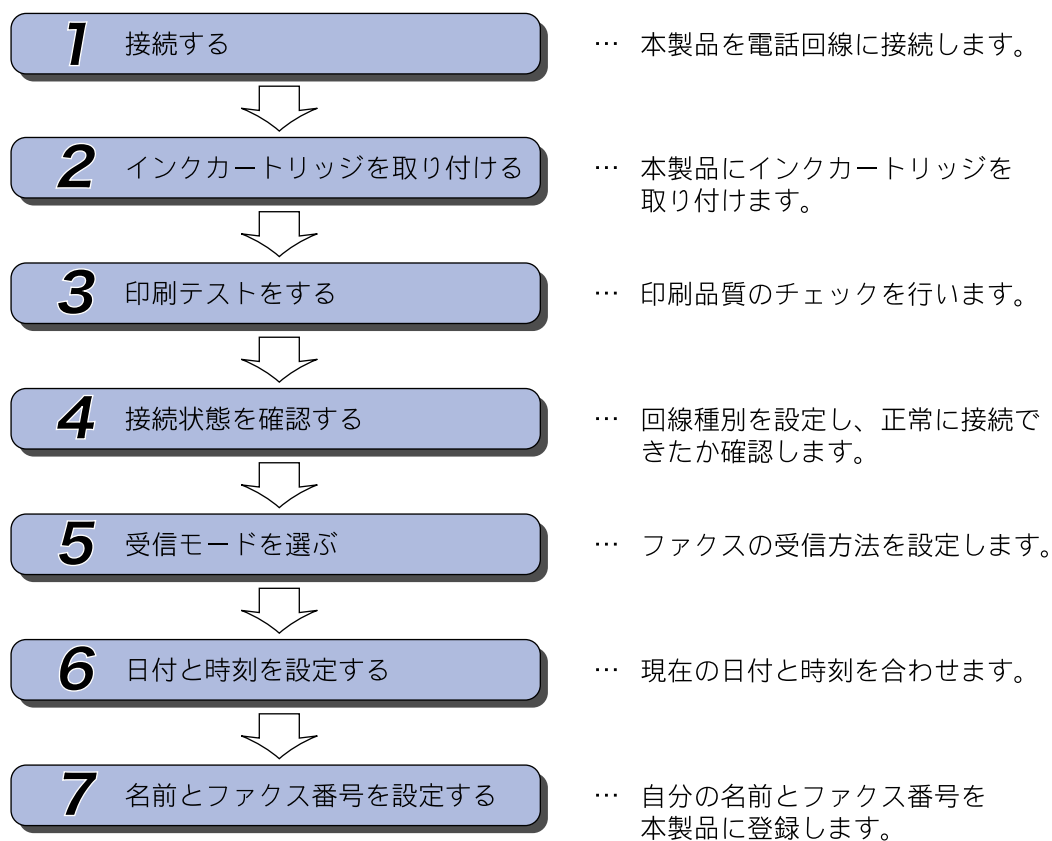 1 接続する … 本製品を電話回線に接続します。
2 インクカートリッジを取り付ける … 本製品にインクカートリッジを
取り付けます。
3 印刷テストをする … 印刷品質のチェックを行います。
4 接続状態を確認する … 回線種別を設定し、正常に接続で
きたか確認します。
5 受信モードを選ぶ … ファクスの受信方法を設定します。
6 日付と時刻を設定する … 現在の日付と時刻を合わせます。
7 名前とファクス番号を設定する … 自分の名前とファクス番号を
本製品に登録します。